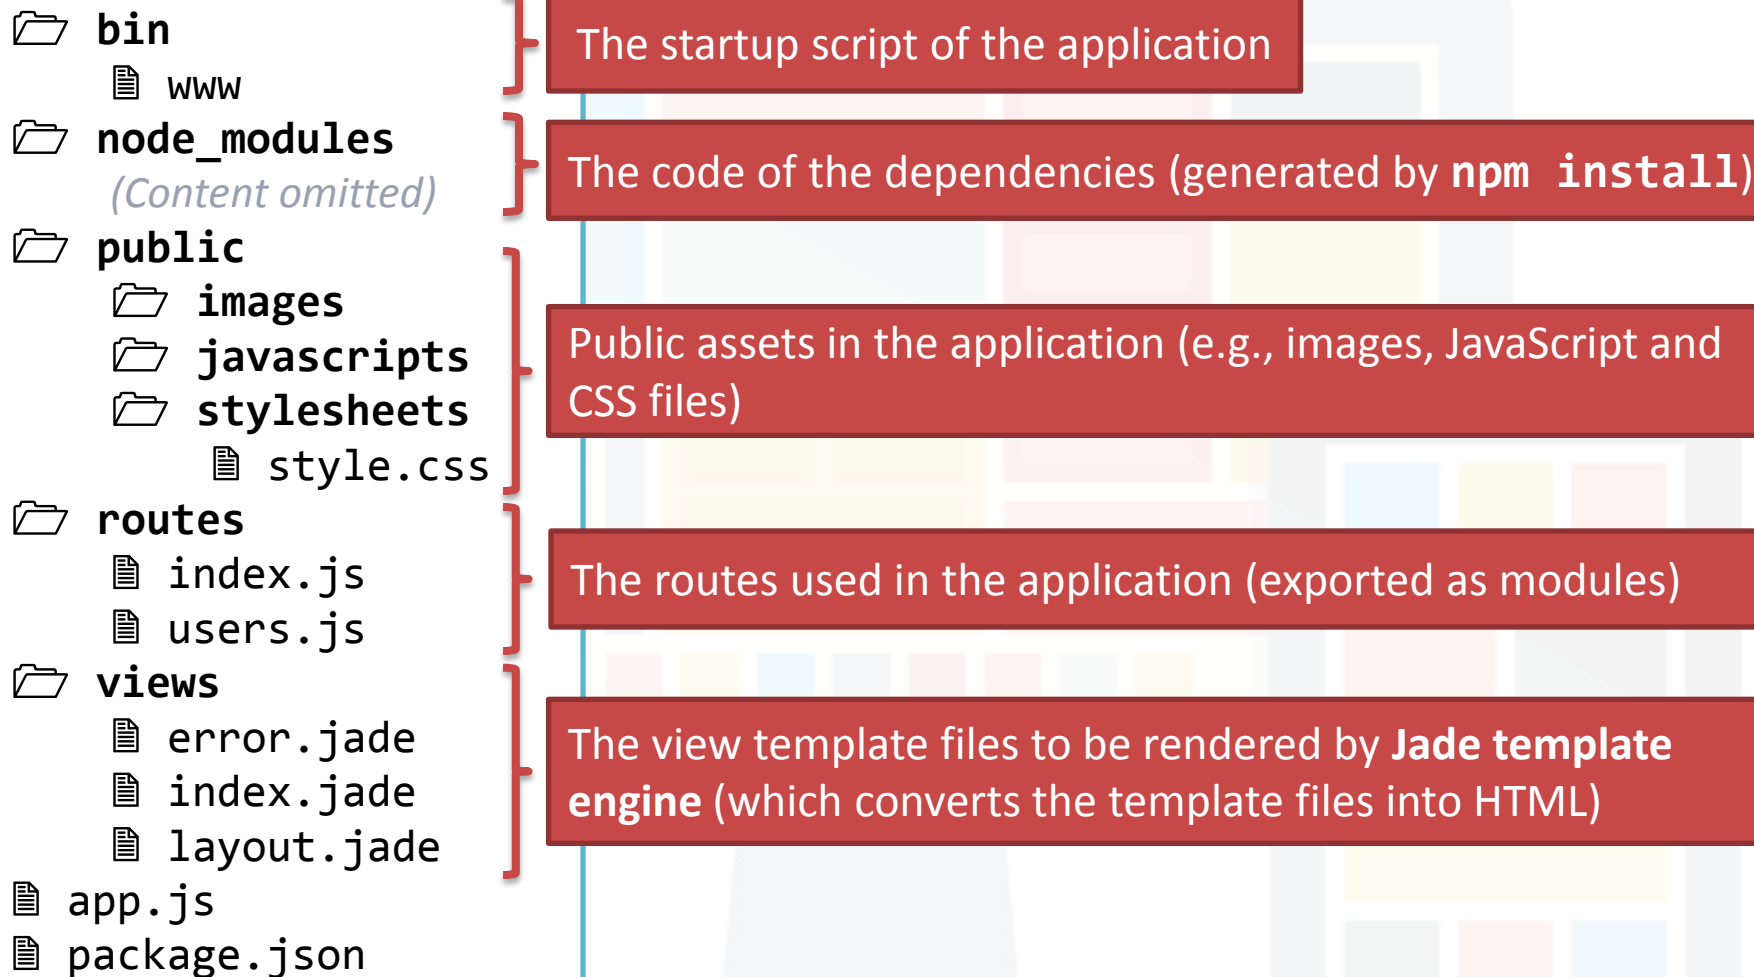 bin
www
The startup script of the application
node_modules
(Content omitted)
The code of the dependencies (generated by npm install)
public
images
javascripts
stylesheets
style.css
Public assets in the application (e.g., images, JavaScript and
CSS files)
routes
index.js
users.js
The routes used in the application (exported as modules)
views
error.jade
index.jade
layout.jade
The view template files to be rendered by Jade template
engine (which converts the template files into HTML)
app.js
package.json